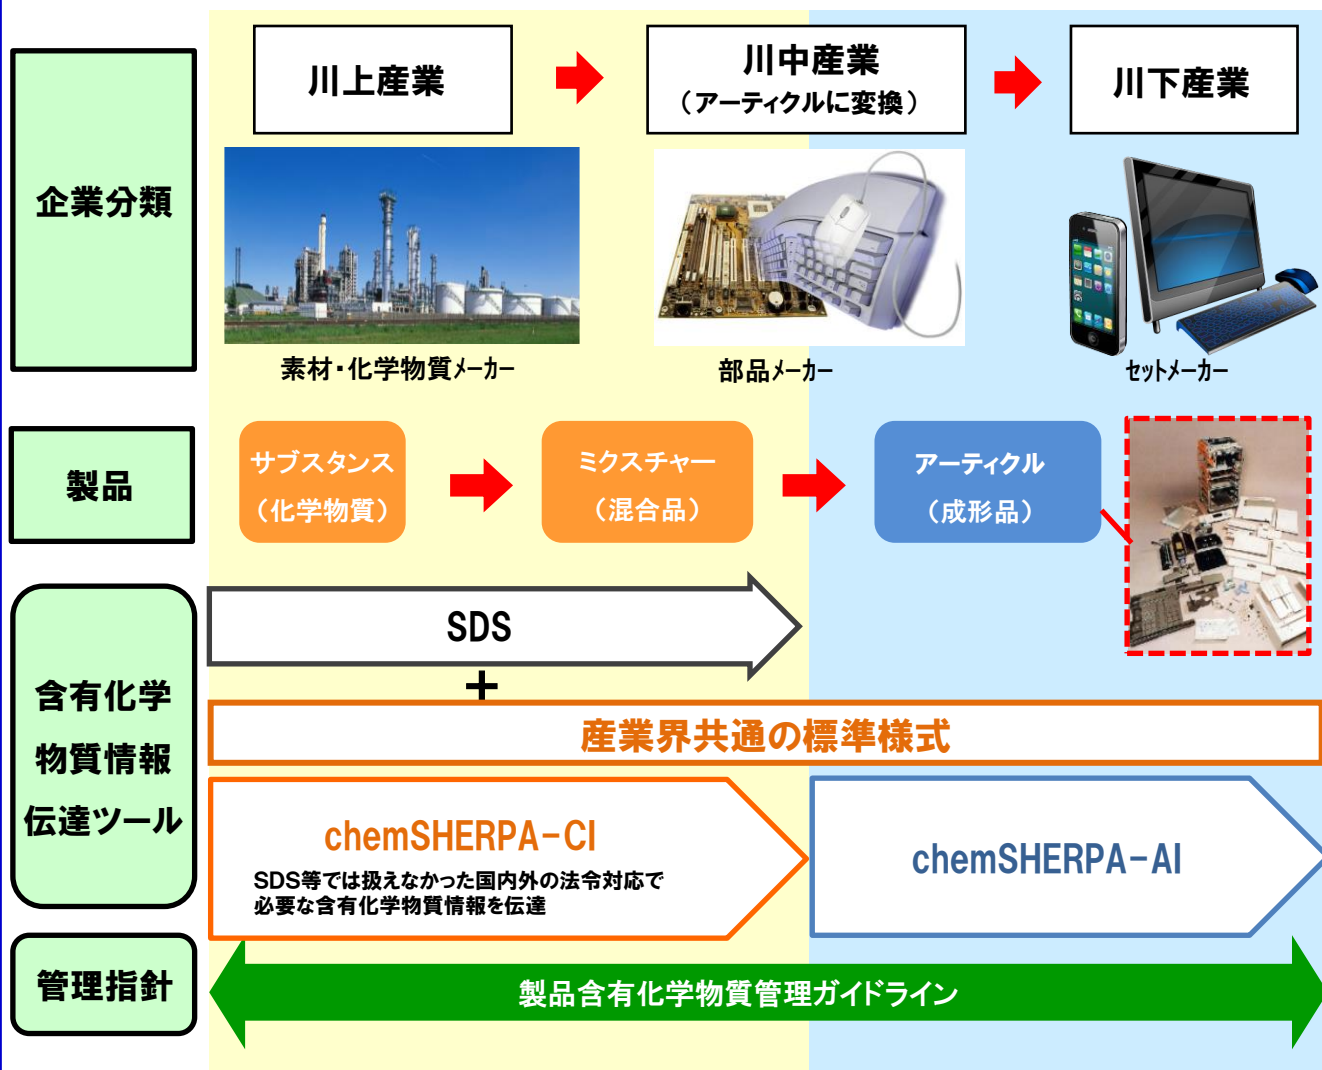 企業分類
川上産業
川中産業
（アーティクルに変換）
川下産業
素材・化学物質メーカー
部品メーカー
セットメーカー
製品
サブスタンス
（化学物質）
ミクスチャー
（混合品）
アーティクル
（成形品）
含有化学
物質情報
伝達ツール
SDS
＋
産業界共通の標準様式
chemSHERPA－CI
SDS等では扱えなかった国内外の法令対応で
必要な含有化学物質情報を伝達
chemSHERPA－AI
管理指針
製品含有化学物質管理ガイドライン